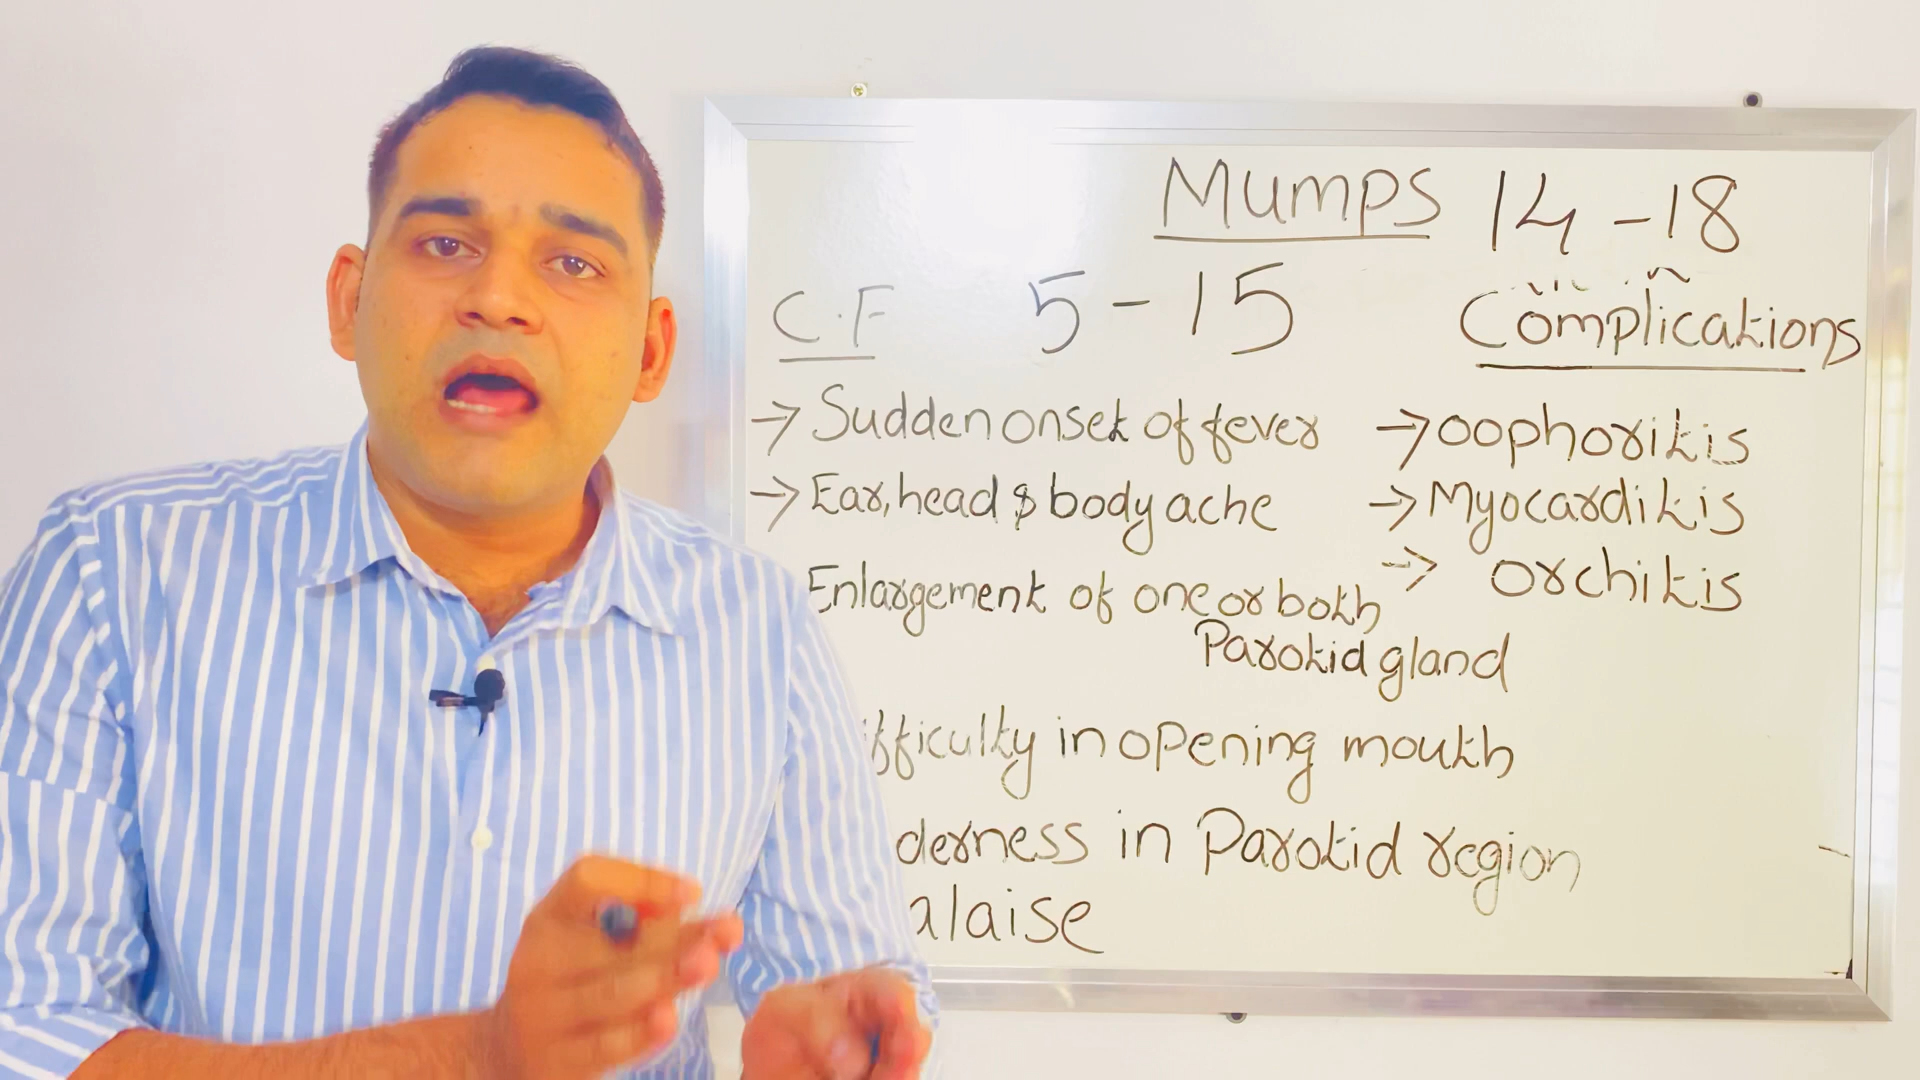 Mumps 14-18
C.F 5-15 Complications
→ Sudden onset of fever → oophoritis
→ Ear, head & body ache → Myocarditis
→ orchitis
Enlargement of one or both
Parotid gland
ifficulty in opening mouth
derness in Parotid region
alaise